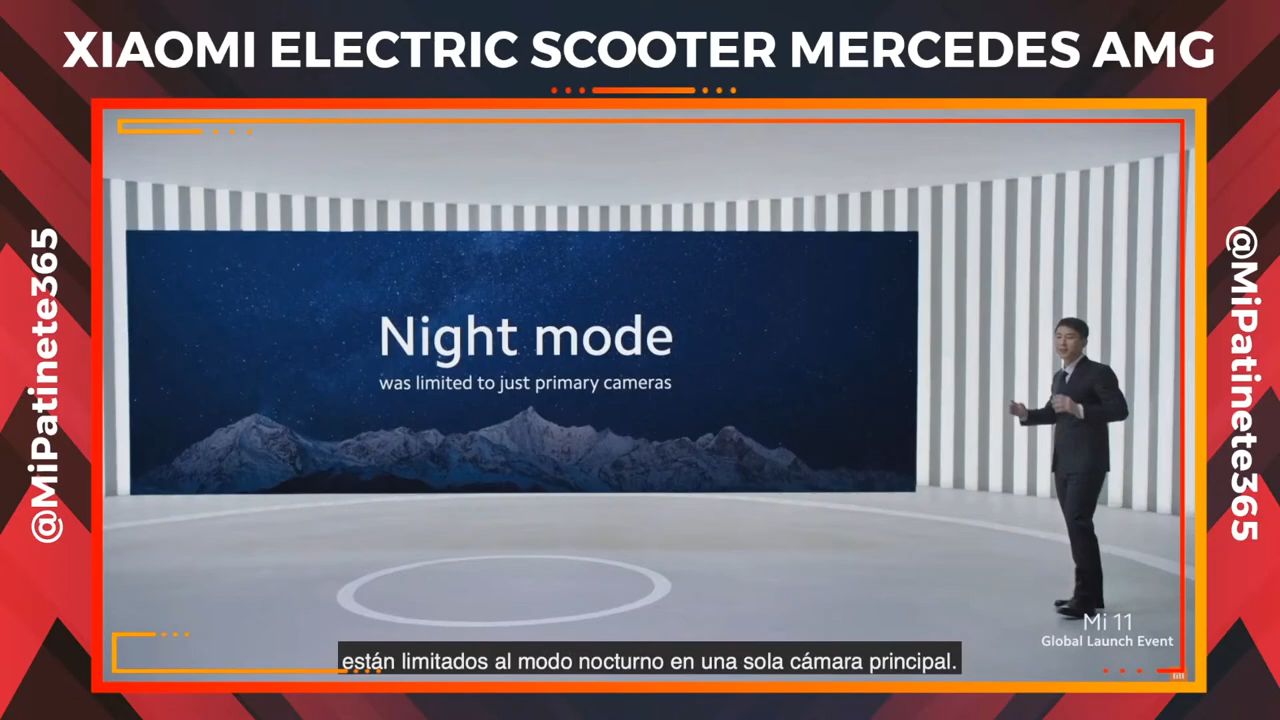 XIAOMI ELECTRIC SCOOTER MERCEDES AMG
@MiPatinete365
Night mode
was limited to just primary cameras
@MiPatinete365
Mi 11
Global Launch Event
están limitados al modo nocturno en una sola cámara principal.